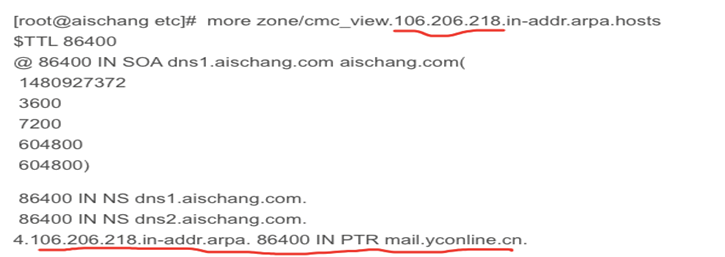 [root@aischang etc]# more zone/cmc_view.106.206.218.in-addr.arpa.hosts
$TTL 86400
@ 86400 IN SOA dns1.aischang.com aischang.com(
1480927372
3600
7200
604800
604800)
86400 IN NS dns1.aischang.com.
86400 IN NS dns2.aischang.com.
4.106.206.218.in-addr.arpa. 86400 IN PTR mail.yconline.cn.